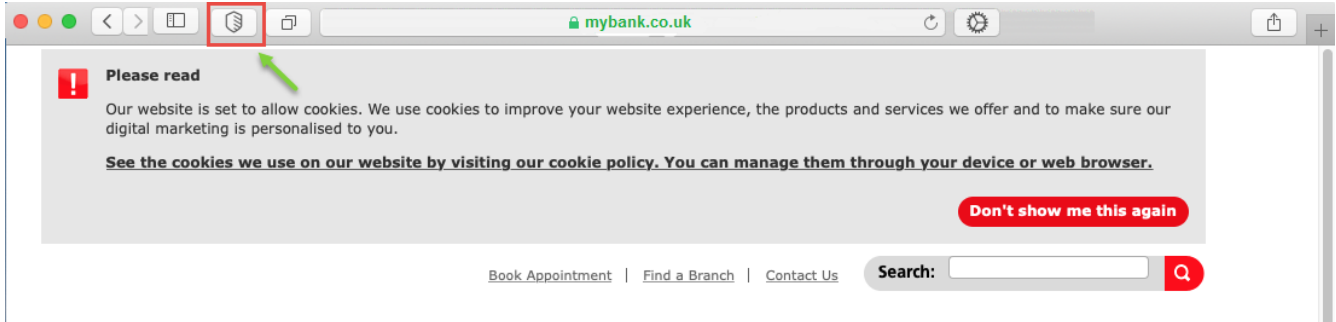 mybank.co.uk
Please read
Our website is set to allow cookies. We use cookies to improve your website experience, the products and services we offer and to make sure our
digital marketing is personalised to you.
See the cookies we use on our website by visiting our cookie policy. You can manage them through your device or web browser.
Don't show me this again
Book Appointment | Find a Branch | Contact Us Search: